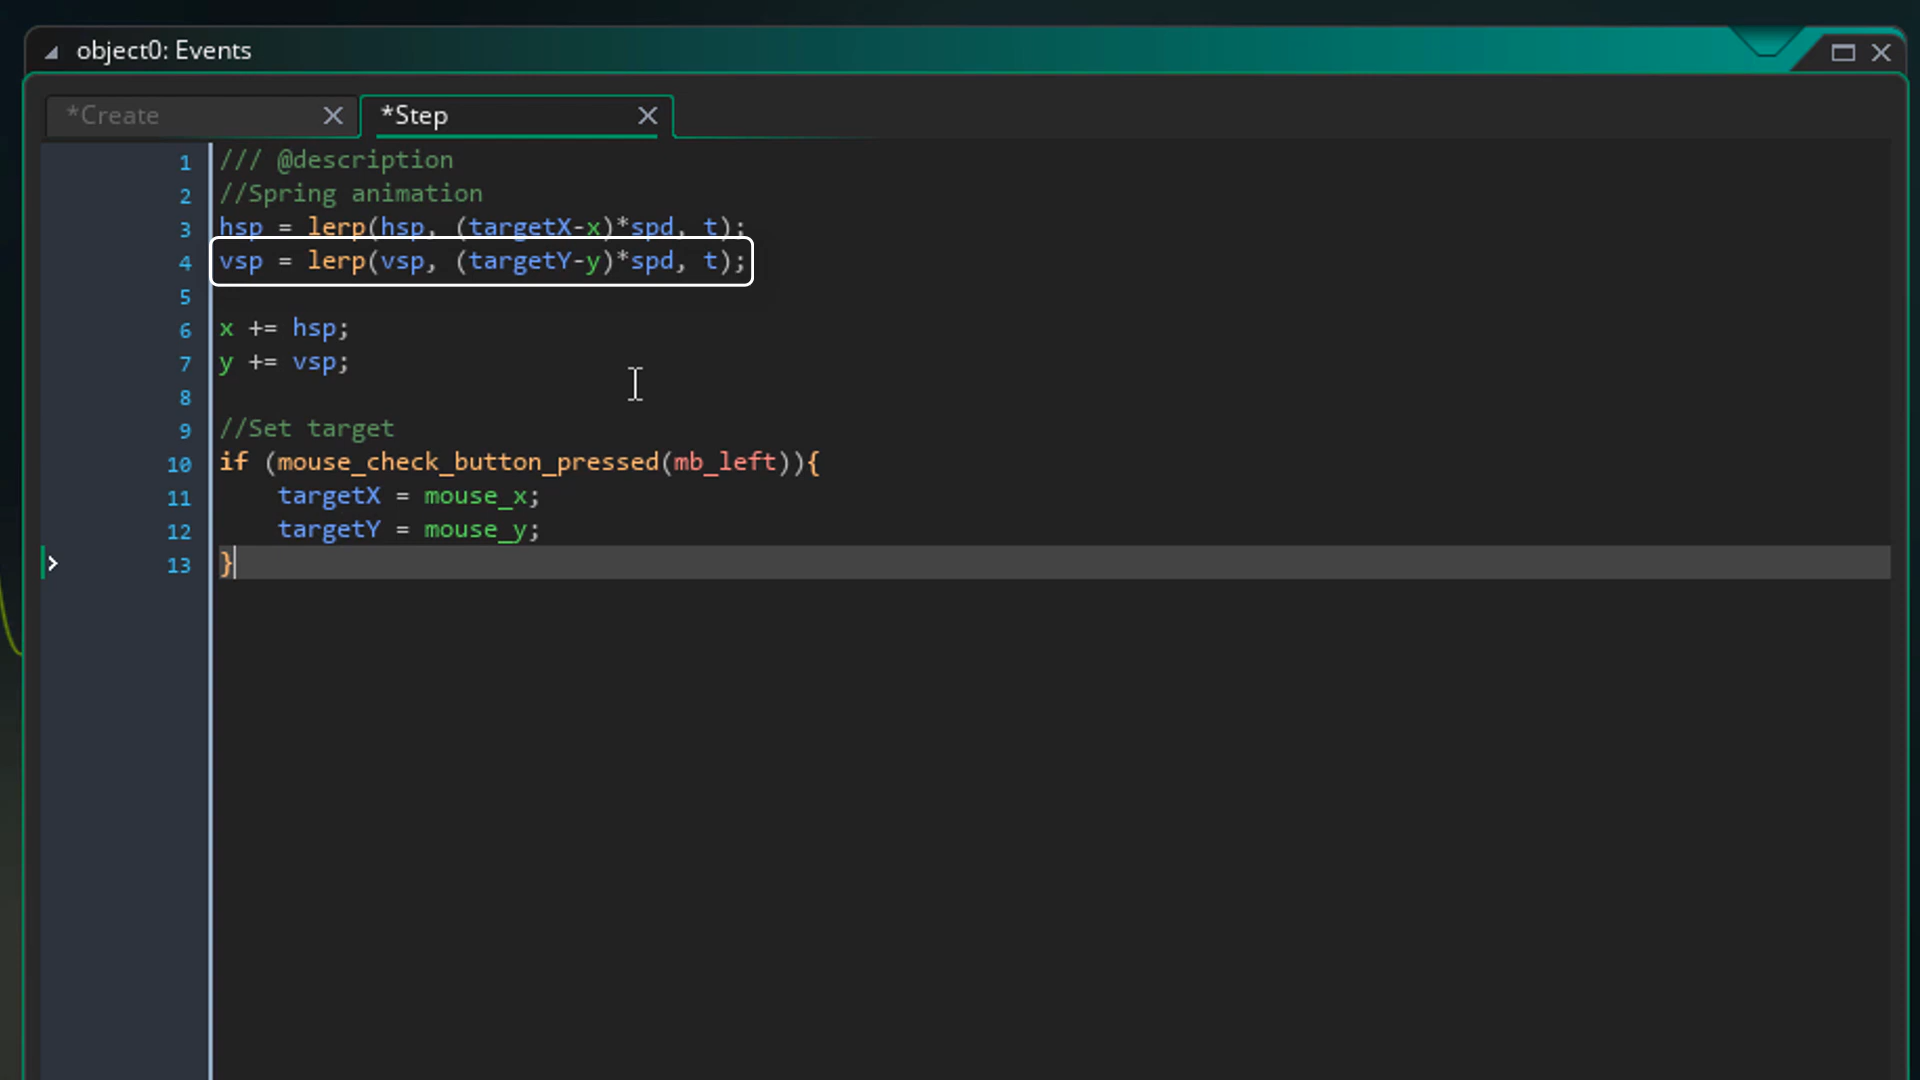 object0: Events
*Create
*Step
1 /// @description
2 //Spring animation
3 hsp = lerp(hsp, (targetX-x)*spd, t);
4 vsp = lerp(vsp, (targetY-y)*spd, t);
5
6 x += hsp;
7 y += vsp;
8
9 //Set target
10 if (mouse_check_button_pressed(mb_left)){
11 targetX = mouse_x;
12 targetY = mouse_y;
13 }